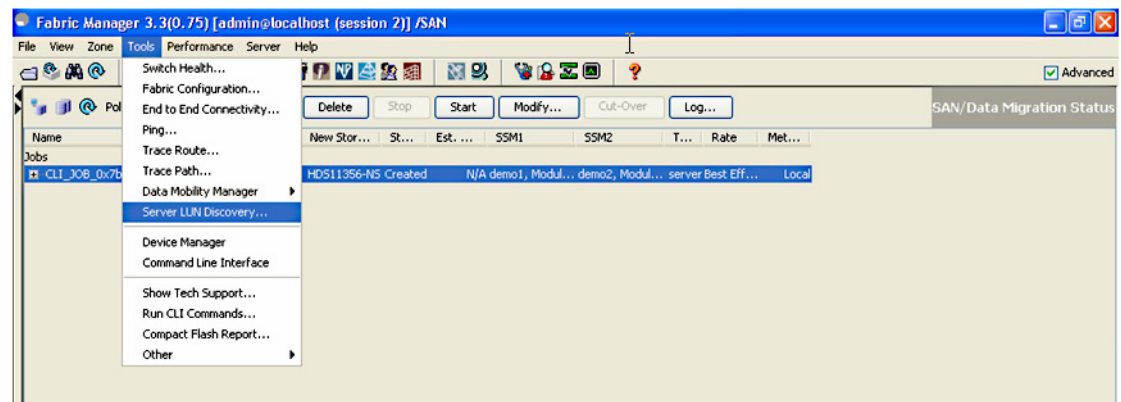 Fabric Manager 3.3(0.75) [admin@localhost (session 2)] /SAN
File View Zone Tools Performance Server Help
Advanced
Pol
Delete Stop Start Modify... Cut-Over Log...
SAN/Data Migration Status
Name New Stor... St... Est. ... SSM1 SSM2 T... Rate Met...
Jobs
CLI_JOB_0x7b HDS11356-NS Created N/A demo1, Modul... demo2, Modul... server Best Eff... Local
Switch Health...
Fabric Configuration...
End to End Connectivity...
Ping...
Trace Route...
Trace Path...
Data Mobility Manager
Server LUN Discovery...
Device Manager
Command Line Interface
Show Tech Support...
Run CLI Commands...
Compact Flash Report...
Other